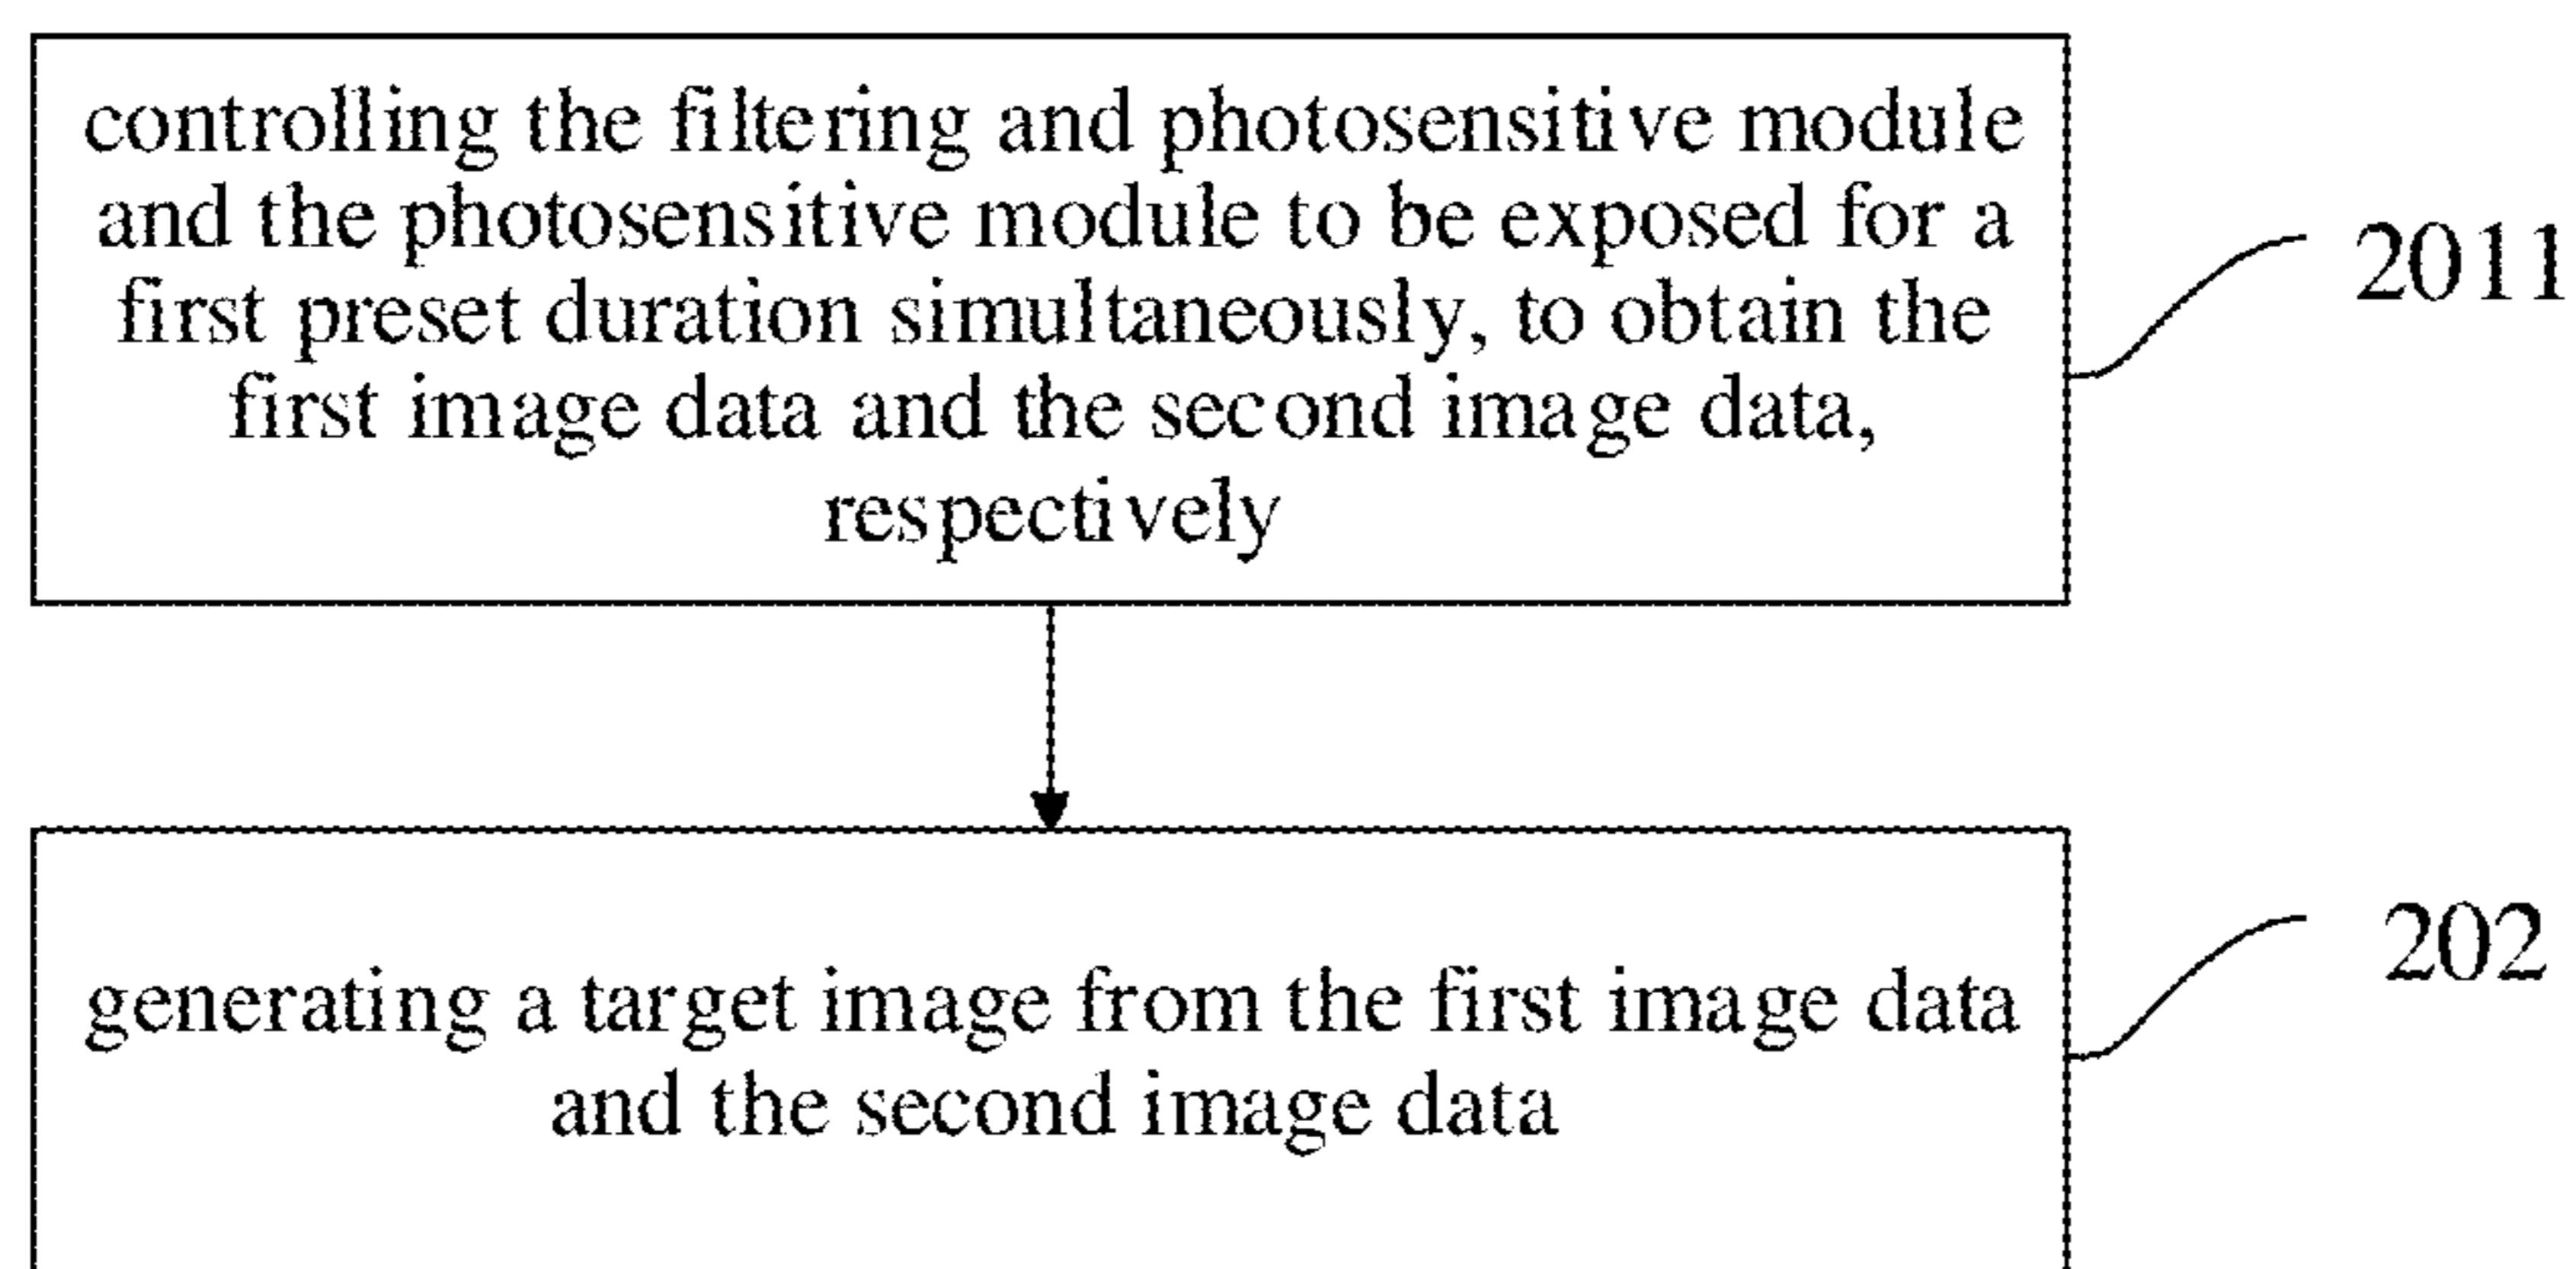 controlling the filtering and photosensitive module
and the photosensitive module to be exposed for a
first preset duration simultaneously, to obtain the
first image data and the second image data,
respectively
2011
generating a target image from the first image data
and the second image data
202